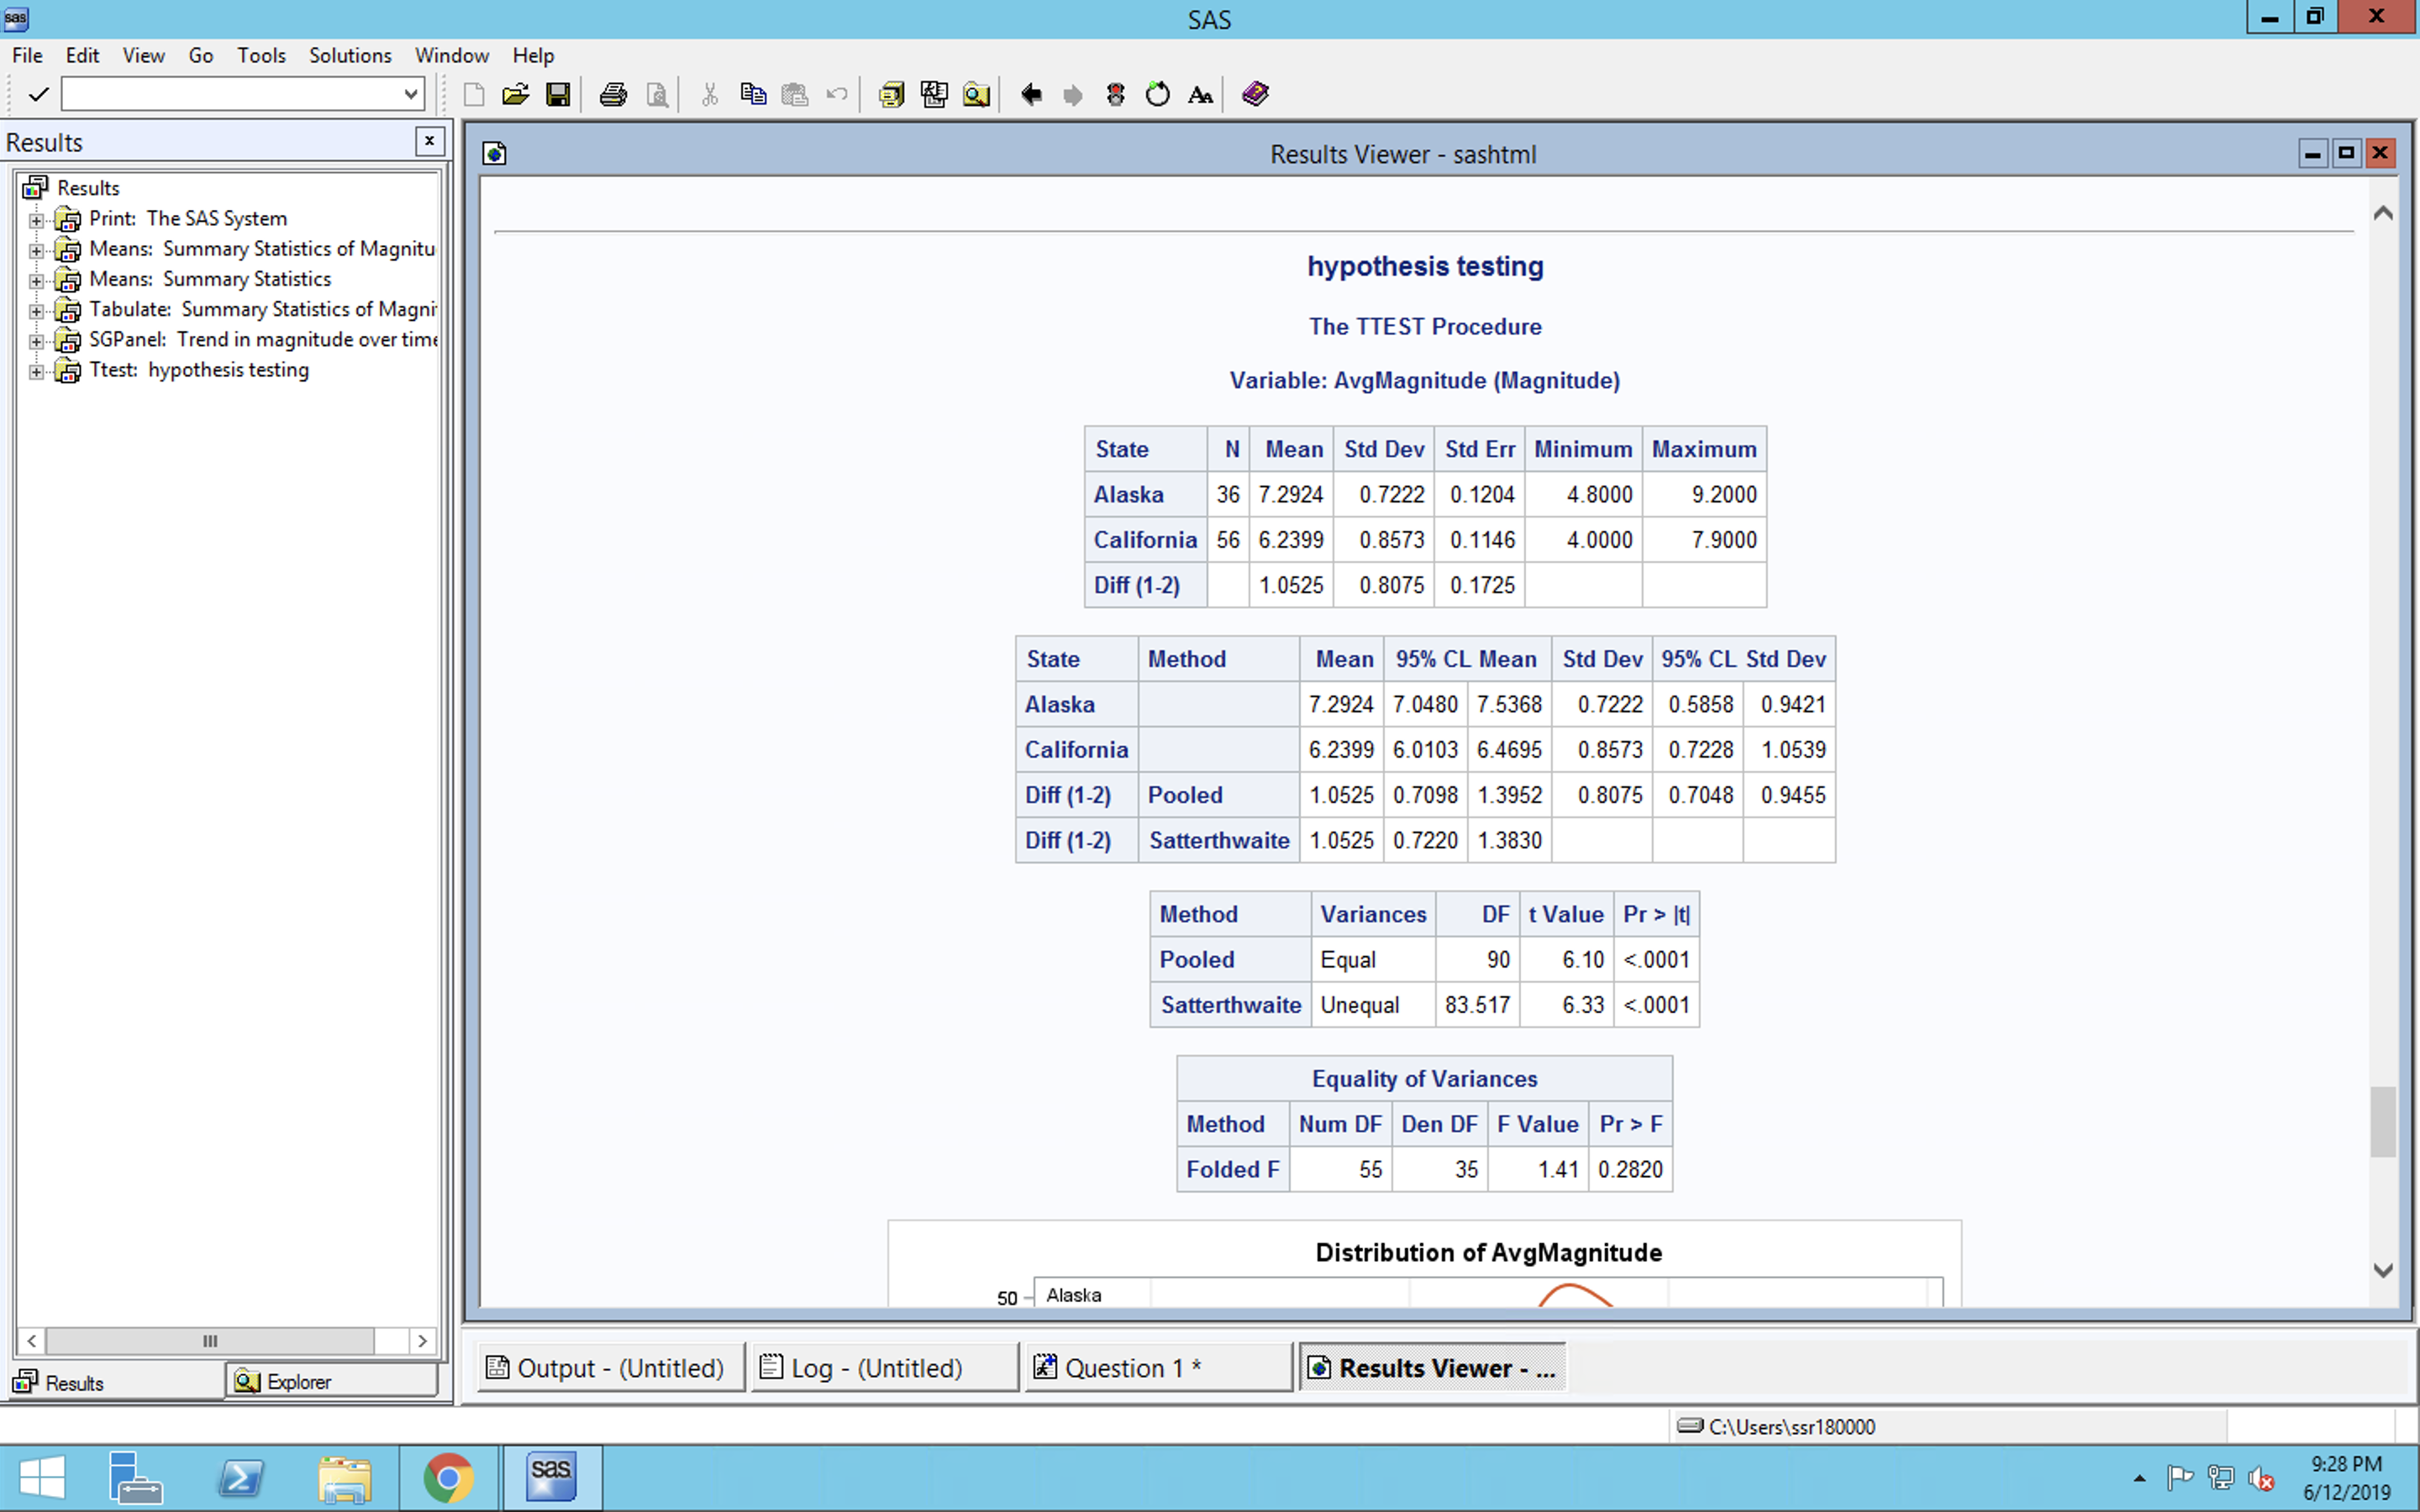 sas
SAS
File Edit View Go Tools Solutions Window Help
Results
Results Viewer - sashtml
Results
Print: The SAS System
Means: Summary Statistics of Magnitu
Means: Summary Statistics
Tabulate: Summary Statistics of Magni
SGPanel: Trend in magnitude over time
Ttest: hypothesis testing
hypothesis testing
The TTEST Procedure
Variable: AvgMagnitude (Magnitude)
State N Mean Std Dev Std Err Minimum Maximum
Alaska 36 7.2924 0.7222 0.1204 4.8000 9.2000
California 56 6.2399 0.8573 0.1146 4.0000 7.9000
Diff (1-2) 1.0525 0.8075 0.1725
State Method Mean 95% CL Mean Std Dev 95% CL Std Dev
Alaska 7.2924 7.0480 7.5368 0.7222 0.5858 0.9421
California 6.2399 6.0103 6.4695 0.8573 0.7228 1.0539
Diff (1-2) Pooled 1.0525 0.7098 1.3952 0.8075 0.7048 0.9455
Diff (1-2) Satterthwaite 1.0525 0.7220 1.3830
Method Variances DF t Value Pr > |t|
Pooled Equal 90 6.10 <.0001
Satterthwaite Unequal 83.517 6.33 <.0001
Equality of Variances
Method Num DF Den DF F Value Pr > F
Folded F 55 35 1.41 0.2820
Distribution of AvgMagnitude
50 Alaska
Results Explorer
Output - (Untitled) Log - (Untitled) Question 1 * Results Viewer - ...
C:\Users\ssr180000
sas
9:28 PM
6/12/2019